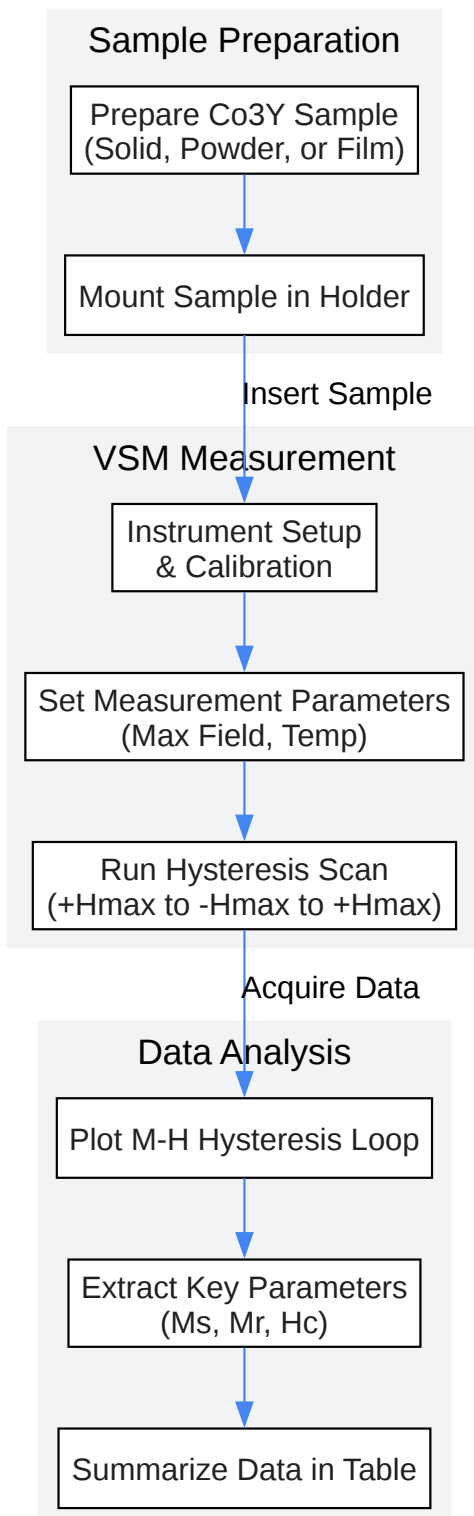 Sample Preparation
Prepare Co3Y Sample
(Solid, Powder, or Film)
Mount Sample in Holder
Insert Sample
VSM Measurement
Instrument Setup
& Calibration
Set Measurement Parameters
(Max Field, Temp)
Run Hysteresis Scan
(+Hmax to -Hmax to +Hmax)
Acquire Data
Data Analysis
Plot M-H Hysteresis Loop
Extract Key Parameters
(Ms, Mr, Hc)
Summarize Data in Table